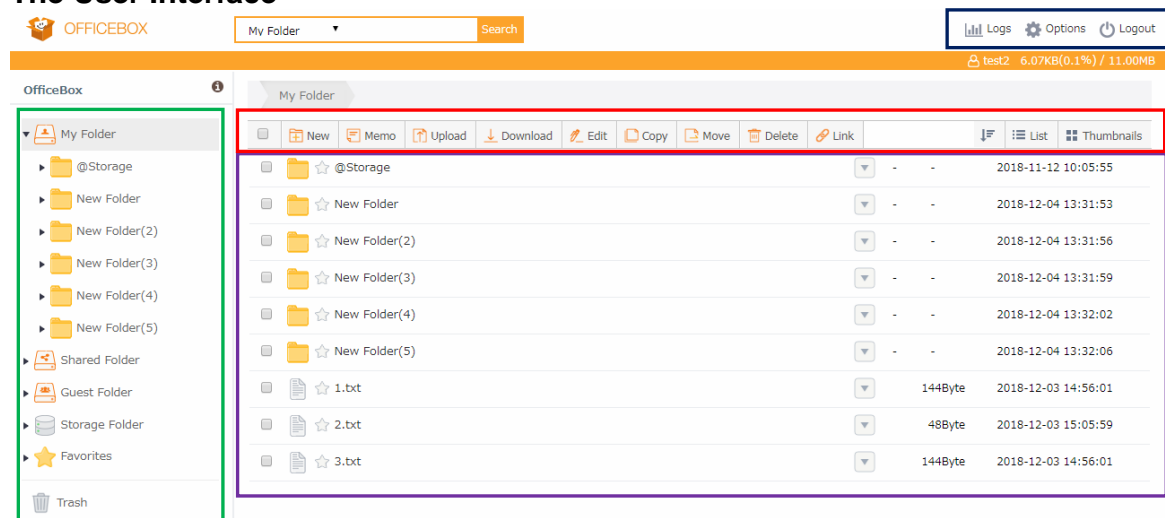 The User Interface
OFFICEBOX
My Folder
Search
Logs Options Logout
test2 6.07KB(0.1%) / 11.00MB
OfficeBox
My Folder
My Folder
@Storage
New Folder
New Folder(2)
New Folder(3)
New Folder(4)
New Folder(5)
Shared Folder
Guest Folder
Storage Folder
Favorites
Trash
New Memo Upload Download Edit Copy Move Delete Link List Thumbnails
@Storage - - 2018-11-12 10:05:55
New Folder - - 2018-12-04 13:31:53
New Folder(2) - - 2018-12-04 13:31:56
New Folder(3) - - 2018-12-04 13:31:59
New Folder(4) - - 2018-12-04 13:32:02
New Folder(5) - - 2018-12-04 13:32:06
1.txt 144Byte 2018-12-03 14:56:01
2.txt 48Byte 2018-12-03 15:05:59
3.txt 144Byte 2018-12-03 14:56:01